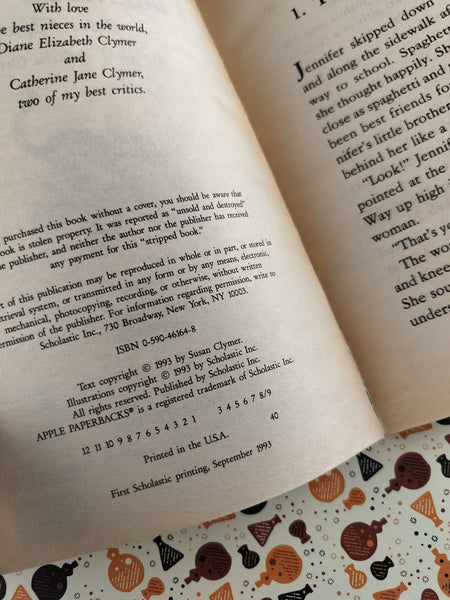 With love
best nieces in the world,
Diane Elizabeth Clymer
and
Catherine Jane Clymer,
two of my best critics.
purchased this book without a cover, you should be aware that
book is stolen property. It was reported as "unsold and destroyed"
the publisher, and neither the author nor the publisher has received
any payment for this "stripped book."
of this publication may be reproduced in whole or in part, or stored in
retrieval system, or transmitted in any form or by any means, electronic,
mechanical, photocopying, recording, or otherwise, without written
permission of the publisher. For information regarding permission, write to
Scholastic Inc., 730 Broadway, New York, NY 10003.
ISBN 0-590-46164-8
Text copyright © 1993 by Susan Clymer.
Illustrations copyright © 1993 by Scholastic Inc.
All rights reserved. Published by Scholastic Inc.
APPLE PAPERBACKS® is a registered trademark of Scholastic Inc.
12 11 10 9 8 7 6 5 4 3 2 1 3 4 5 6 7 8/9
Printed in the U.S.A. 40
First Scholastic printing, September 1993
1.
Jennifer skipped down
and along the sidewalk
way to school. Spaghett
she thought happily. She
close as spaghetti and
been best friends fo
nifer's little brother
behind her like a
"Look!" Jenni
pointed at the
Way up high
woman.
"That's yo
The wo
and knee
She sou
unders